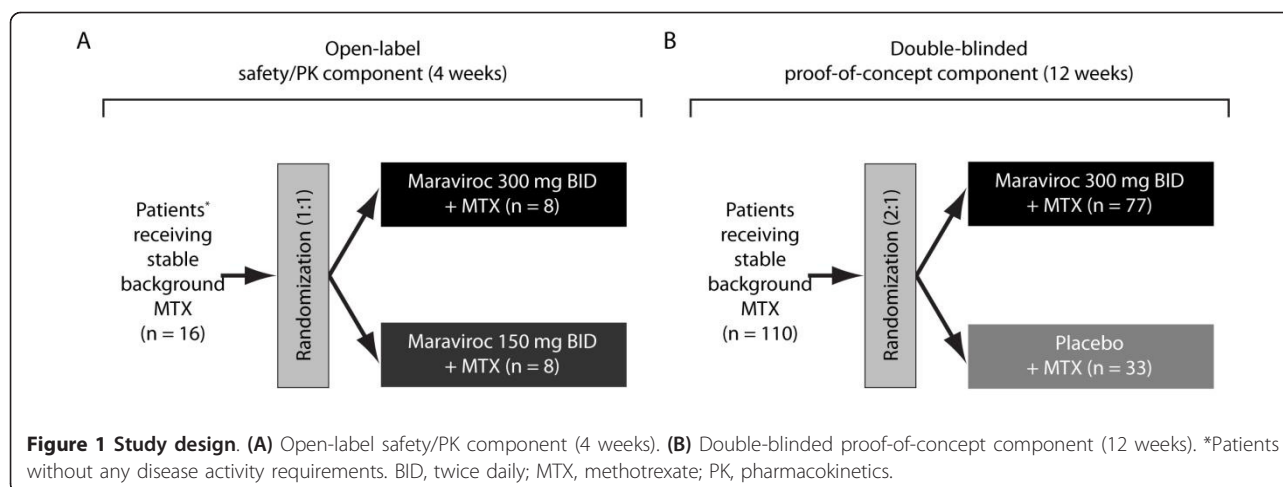 A
Open-label
safety/PK component (4 weeks)
Patients*
receiving
stable
background
MTX
(n = 16)
Randomization (1:1)
Maraviroc 300 mg BID
+ MTX (n = 8)
Maraviroc 150 mg BID
+ MTX (n = 8)
B
Double-blinded
proof-of-concept component (12 weeks)
Patients
receiving
stable
background
MTX
(n = 110)
Randomization (2:1)
Maraviroc 300 mg BID
+ MTX (n = 77)
Placebo
+ MTX (n = 33)
Figure 1 Study design. (A) Open-label safety/PK component (4 weeks). (B) Double-blinded proof-of-concept component (12 weeks). *Patients
without any disease activity requirements. BID, twice daily; MTX, methotrexate; PK, pharmacokinetics.